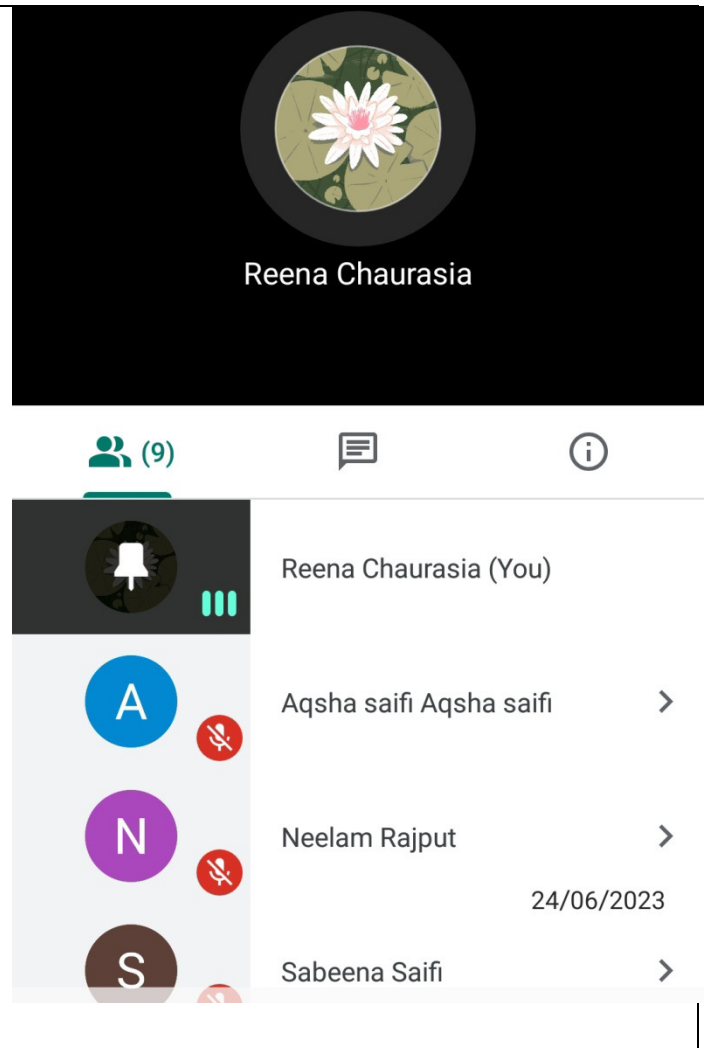 Reena Chaurasia
(9)
Reena Chaurasia (You)
A
Aqsha saifi Aqsha saifi
N
Neelam Rajput
24/06/2023
S
Sabeena Saifi